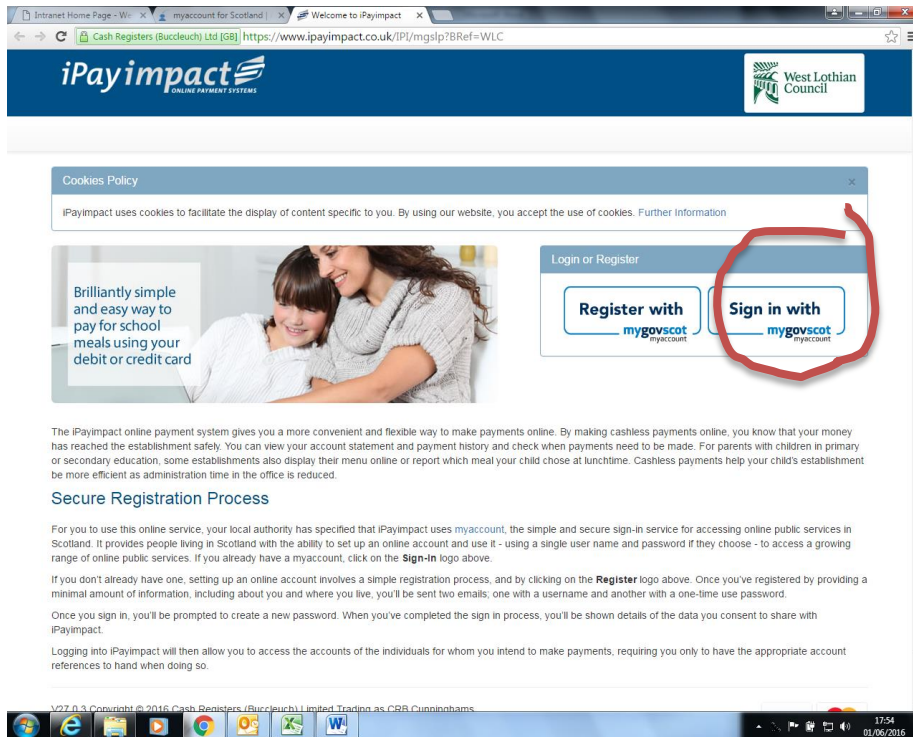 Intranet Home Page - We
myaccount for Scotland |
Welcome to iPayimpact
Cash Registers (Buccleuch) Ltd [GB] https://www.ipayimpact.co.uk/IPI/mgslp?BRef=WLC
iPayimpact
ONLINE PAYMENT SYSTEMS
West Lothian
Council
Cookies Policy
iPayimpact uses cookies to facilitate the display of content specific to you. By using our website, you accept the use of cookies. Further Information
Brilliantly simple
and easy way to
pay for school
meals using your
debit or credit card
Login or Register
Register with
mygovscot
myaccount
Sign in with
mygovscot
myaccount
The iPayimpact online payment system gives you a more convenient and flexible way to make payments online. By making cashless payments online, you know that your money
has reached the establishment safely. You can view your account statement and payment history and check when payments need to be made. For parents with children in primary
or secondary education, some establishments also display their menu online or report which meal your child chose at lunchtime. Cashless payments help your child's establishment
be more efficient as administration time in the office is reduced.
Secure Registration Process
For you to use this online service, your local authority has specified that iPayimpact uses myaccount, the simple and secure sign-in service for accessing online public services in
Scotland. It provides people living in Scotland with the ability to set up an online account and use it - using a single user name and password if they choose - to access a growing
range of online public services. If you already have a myaccount, click on the Sign-In logo above.
If you don't already have one, setting up an online account involves a simple registration process, and by clicking on the Register logo above. Once you've registered by providing a
minimal amount of information, including about you and where you live, you'll be sent two emails; one with a username and another with a one-time use password.
Once you sign in, you'll be prompted to create a new password. When you've completed the sign in process, you'll be shown details of the data you consent to share with
iPayimpact.
Logging into iPayimpact will then allow you to access the accounts of the individuals for whom you intend to make payments, requiring you only to have the appropriate account
references to hand when doing so.
V27.0.3 Copyright © 2016 Cash Registers (Buccleuch) Limited Trading as CRB Cunninghams
17:54
01/06/2016